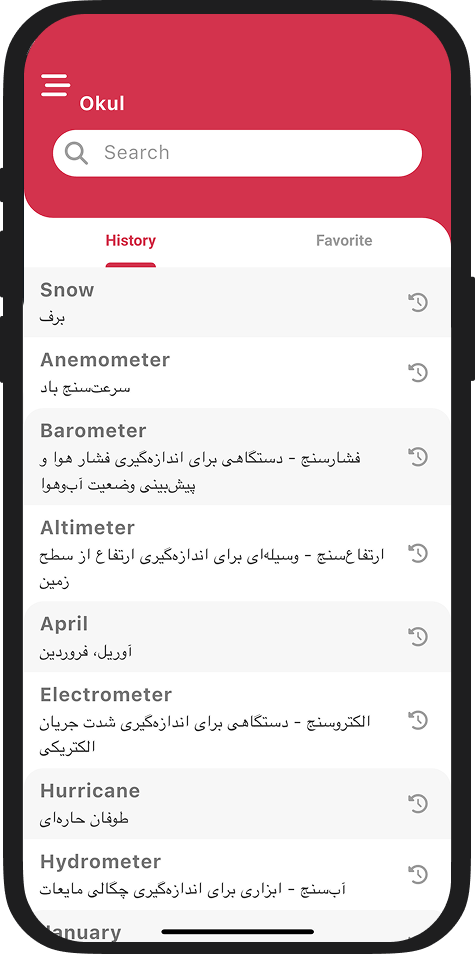 Okul
Search
History
Favorite
Snow
برف
Anemometer
سرعت‌سنج باد
Barometer
فشارسنج - دستگاهی برای اندازه‌گیری فشار هوا و
پیش‌بینی وضعیت آب‌وهوا
Altimeter
ارتفاع‌سنج - وسیله‌ای برای اندازه‌گیری ارتفاع از سطح
زمین
April
آوریل، فروردین
Electrometer
الکتروسنج - دستگاهی برای اندازه‌گیری شدت جریان
الکتریکی
Hurricane
طوفان حاره‌ای
Hydrometer
آب‌سنج - ابزاری برای اندازه‌گیری چگالی مایعات
January